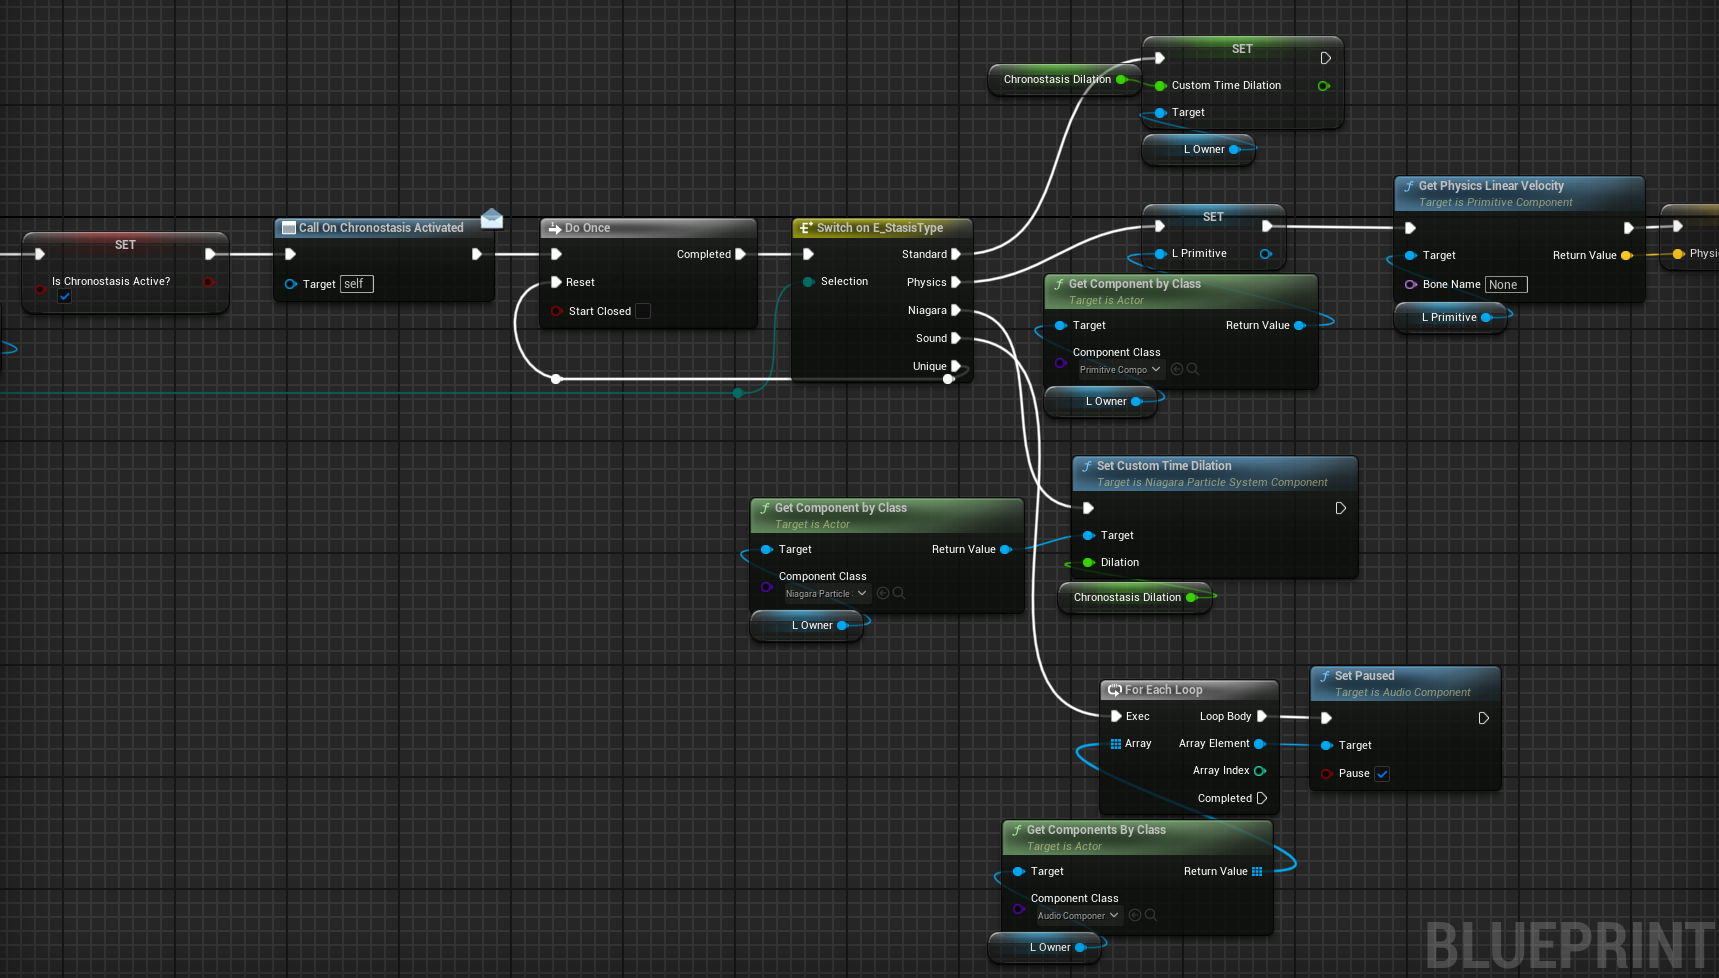 SET
Is Chronostasis Active?
Call On Chronostasis Activated
Target self
Do Once
Completed
Reset
Start Closed
Switch on E_StasisType
Standard
Selection
Physics
Niagara
Sound
Unique
Chronostasis Dilation
SET
Custom Time Dilation
Target
L Owner
SET
L Primitive
Get Component by Class
Target is Actor
Target
Return Value
Component Class
Primitive Compo
L Owner
Get Physics Linear Velocity
Target is Primitive Component
Target
Return Value
Bone Name None
L Primitive
Physi
Get Component by Class
Target is Actor
Target
Return Value
Component Class
Niagara Particle
L Owner
Set Custom Time Dilation
Target is Niagara Particle System Component
Target
Dilation
Chronostasis Dilation
For Each Loop
Exec
Loop Body
Array
Array Element
Array Index
Completed
Set Paused
Target is Audio Component
Target
Pause
Get Components By Class
Target is Actor
Target
Return Value
Component Class
Audio Componer
L Owner
BLUEPRINT